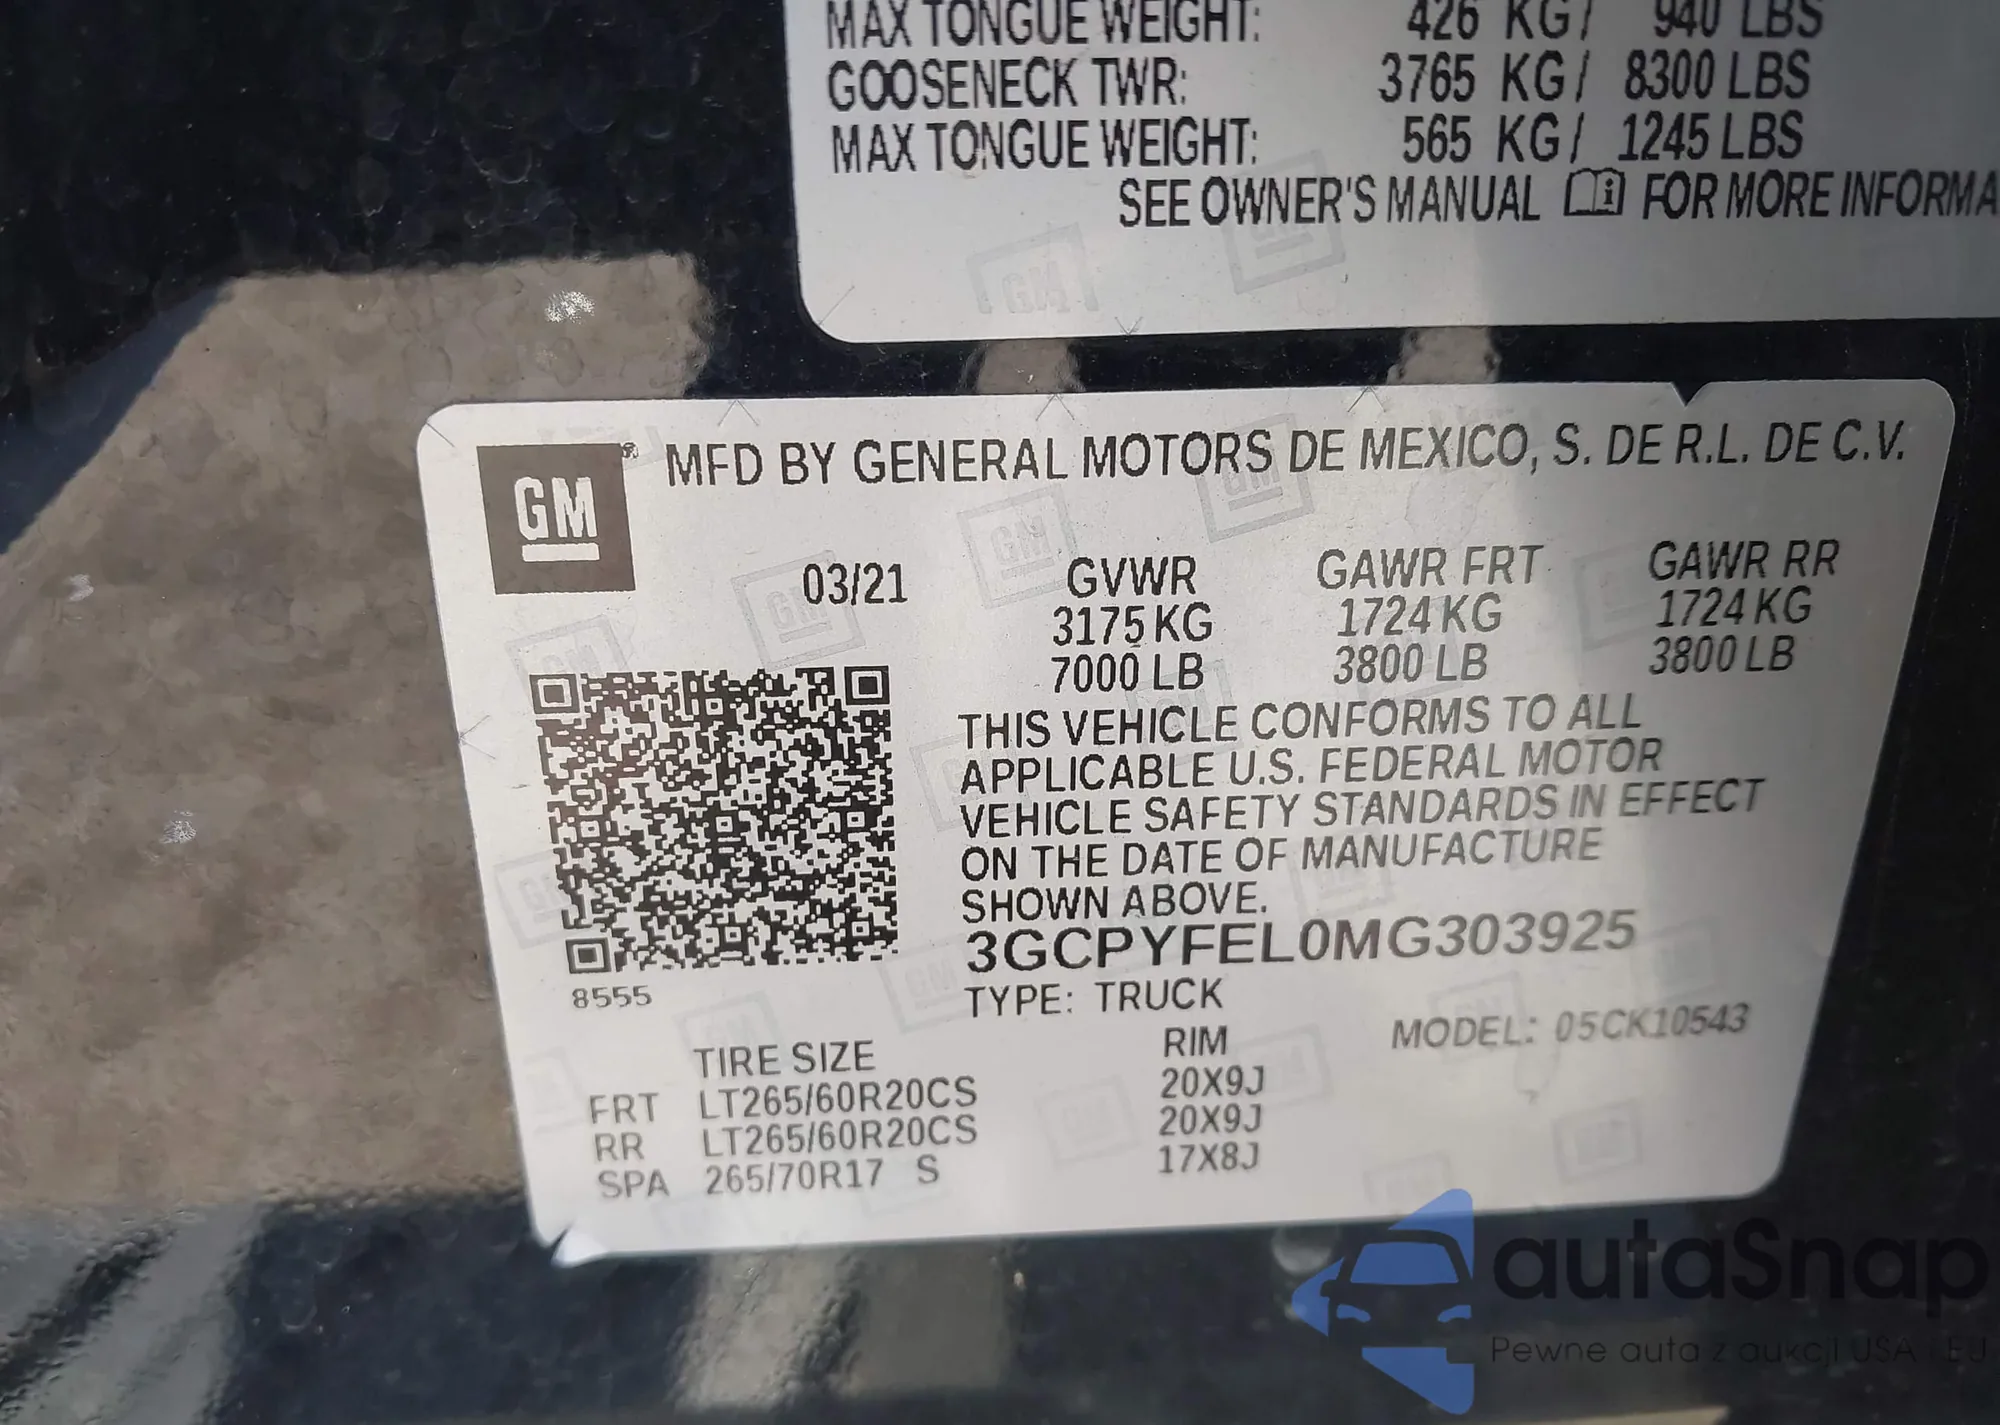 MAX TONGUE WEIGHT: 426 KG/ 940 LBS
GOOSENECK TWR: 3765 KG/ 8300 LBS
MAX TONGUE WEIGHT: 565 KG/ 1245 LBS
SEE OWNER'S MANUAL FOR MORE INFORMA
GM
® MFD BY GENERAL MOTORS DE MEXICO, S. DE R.L. DE C.V.
03/21 GVWR GAWR FRT GAWR RR
3175 KG 1724 KG 1724 KG
7000 LB 3800 LB 3800 LB
THIS VEHICLE CONFORMS TO ALL
APPLICABLE U.S. FEDERAL MOTOR
VEHICLE SAFETY STANDARDS IN EFFECT
ON THE DATE OF MANUFACTURE
SHOWN ABOVE.
3GCPYFEL0MG303925
8555
TYPE: TRUCK
MODEL: 05CK10543
TIRE SIZE RIM
FRT LT265/60R20CS 20X9J
RR LT265/60R20CS 20X9J
SPA 265/70R17 S 17X8J
autaSnap
Pewne auta z aukcji USA i EU